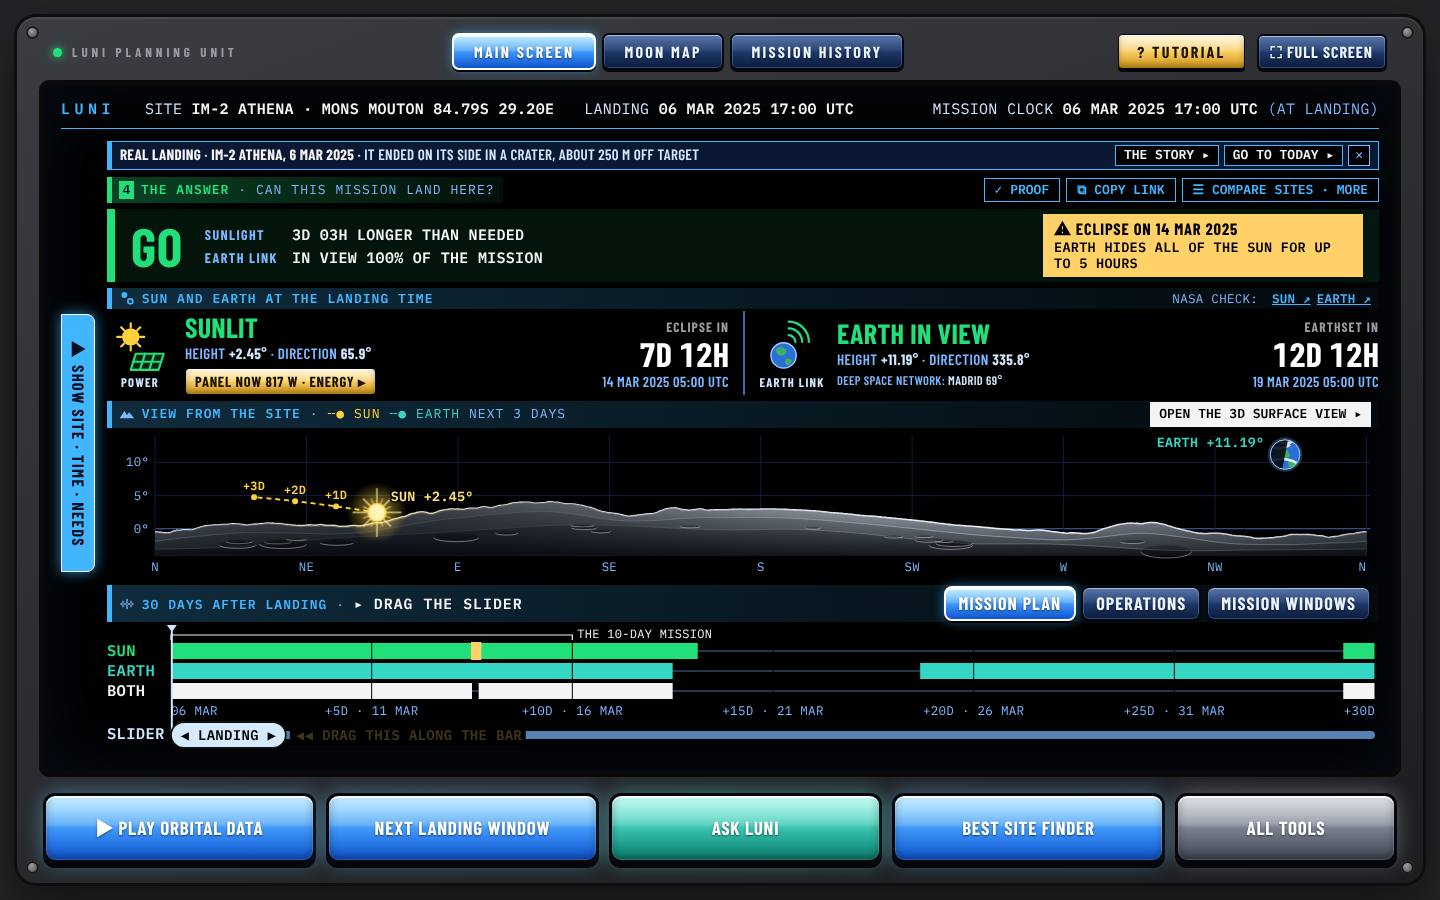 LUNI PLANNING UNIT
MAIN SCREEN
MOON MAP
MISSION HISTORY
? TUTORIAL
FULL SCREEN
LUNI
SITE IM-2 ATHENA · MONS MOUTON 84.79S 29.20E
LANDING 06 MAR 2025 17:00 UTC
MISSION CLOCK 06 MAR 2025 17:00 UTC (AT LANDING)
REAL LANDING · IM-2 ATHENA, 6 MAR 2025 · IT ENDED ON ITS SIDE IN A CRATER, ABOUT 250 M OFF TARGET
THE STORY ▸
GO TO TODAY ▸
✕
4 THE ANSWER · CAN THIS MISSION LAND HERE?
✓ PROOF
⧉ COPY LINK
☰ COMPARE SITES · MORE
GO
SUNLIGHT 3D 03H LONGER THAN NEEDED
EARTH LINK IN VIEW 100% OF THE MISSION
⚠ ECLIPSE ON 14 MAR 2025
EARTH HIDES ALL OF THE SUN FOR UP
TO 5 HOURS
SUN AND EARTH AT THE LANDING TIME
NASA CHECK: SUN ↗ EARTH ↗
▶ SHOW SITE · TIME · NEEDS
POWER
SUNLIT
HEIGHT +2.45° · DIRECTION 65.9°
PANEL NOW 817 W · ENERGY ▸
ECLIPSE IN
7D 12H
14 MAR 2025 05:00 UTC
EARTH LINK
EARTH IN VIEW
HEIGHT +11.19° · DIRECTION 335.8°
DEEP SPACE NETWORK: MADRID 69°
EARTHSET IN
12D 12H
19 MAR 2025 05:00 UTC
VIEW FROM THE SITE · SUN EARTH NEXT 3 DAYS
OPEN THE 3D SURFACE VIEW ▸
EARTH +11.19°
10°
5°
0°
+3D
+2D
+1D
SUN +2.45°
N NE E SE S SW W NW N
30 DAYS AFTER LANDING · ▸ DRAG THE SLIDER
MISSION PLAN
OPERATIONS
MISSION WINDOWS
THE 10-DAY MISSION
SUN
EARTH
BOTH
06 MAR +5D · 11 MAR +10D · 16 MAR +15D · 21 MAR +20D · 26 MAR +25D · 31 MAR +30D
SLIDER ◀ LANDING ▶ ◀◀ DRAG THIS ALONG THE BAR
▶ PLAY ORBITAL DATA
NEXT LANDING WINDOW
ASK LUNI
BEST SITE FINDER
ALL TOOLS